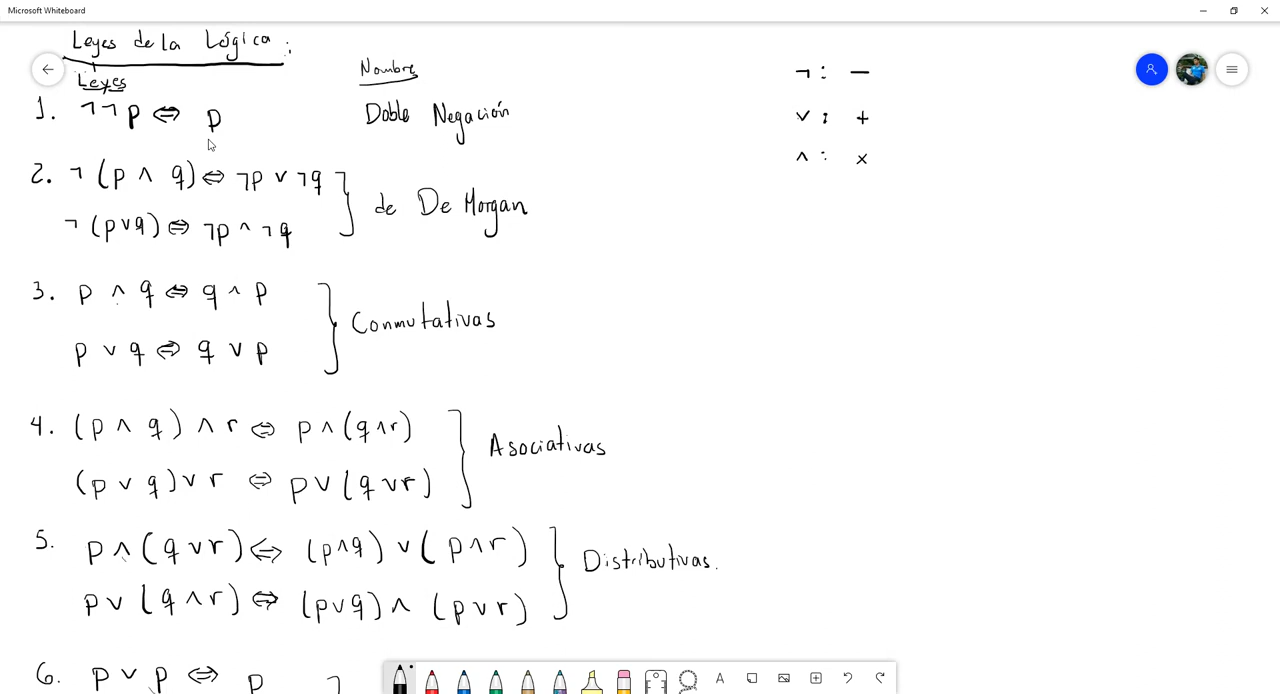 Microsoft Whiteboard
Leyes de la Lógica:
Leyes
Nombre
1. ¬¬p ⇔ p
Doble Negación
2. ¬(p ∧ q) ⇔ ¬p ∨ ¬q
¬(p∨q) ⇔ ¬p ∧ ¬q
de De Morgan
3. p ∧ q ⇔ q ∧ p
p ∨ q ⇔ q ∨ p
Conmutativas
4. (p ∧ q) ∧ r ⇔ p∧(q∧r)
(p ∨ q) ∨ r ⇔ p∨(q∨r)
Asociativas
5. p∧(q∨r) ⇔ (p∧q) ∨ (p∧r)
p∨(q∧r) ⇔ (p∨q) ∧ (p∨r)
Distributivas.
6. p ∨ p ⇔ p
¬ : −
∨ : +
∧ : ×
A